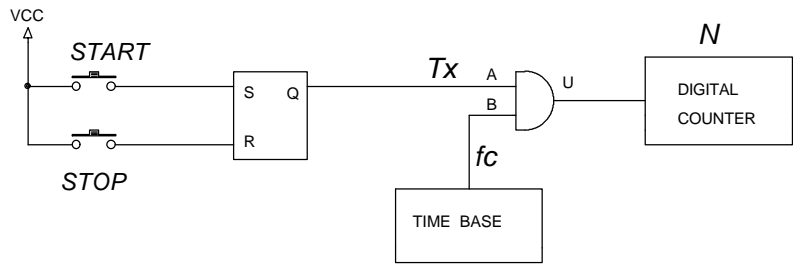 VCC
START
STOP
S Q
R
Tx
A
B
U
fc
TIME BASE
N
DIGITAL
COUNTER